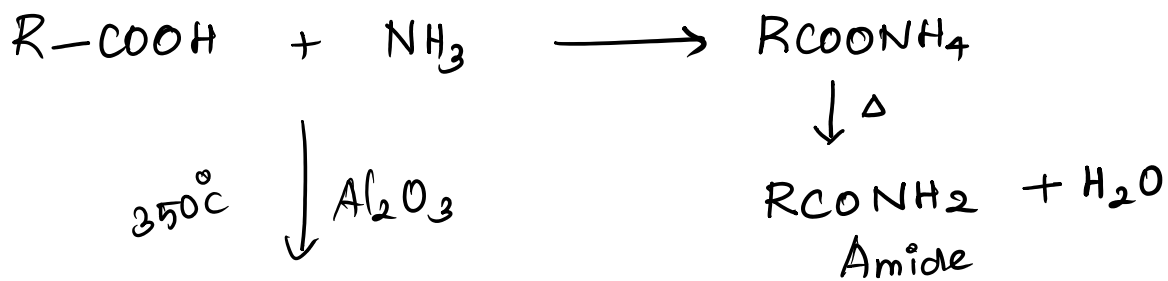 R-COOH + NH₃ ⟶ RCOONH₄
↓ Δ
350°C ↓ Al₂O₃ RCONH₂ + H₂O
Amide